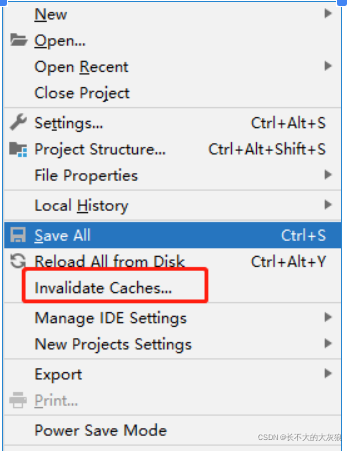 New
Open...
Open Recent
Close Project
Settings... Ctrl+Alt+S
Project Structure... Ctrl+Alt+Shift+S
File Properties
Local History
Save All Ctrl+S
Reload All from Disk Ctrl+Alt+Y
Invalidate Caches...
Manage IDE Settings
New Projects Settings
Export
Print...
Power Save Mode
CSDN @长不大的大灰狼